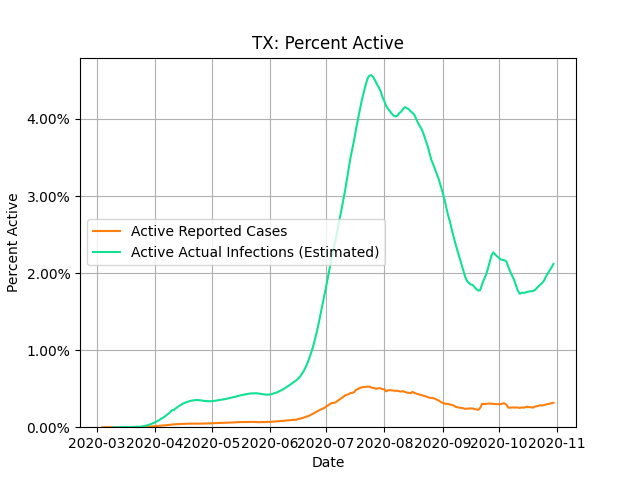 TX: Percent Active
Percent Active
4.00%
3.00%
2.00%
1.00%
0.00%
Active Reported Cases
Active Actual Infections (Estimated)
2020-03 2020-04 2020-05 2020-06 2020-07 2020-08 2020-09 2020-10 2020-11
Date